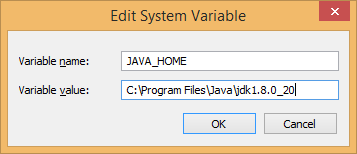 Edit System Variable
Variable name: JAVA_HOME
Variable value: C:\Program Files\Java\jdk1.8.0_20
OK Cancel